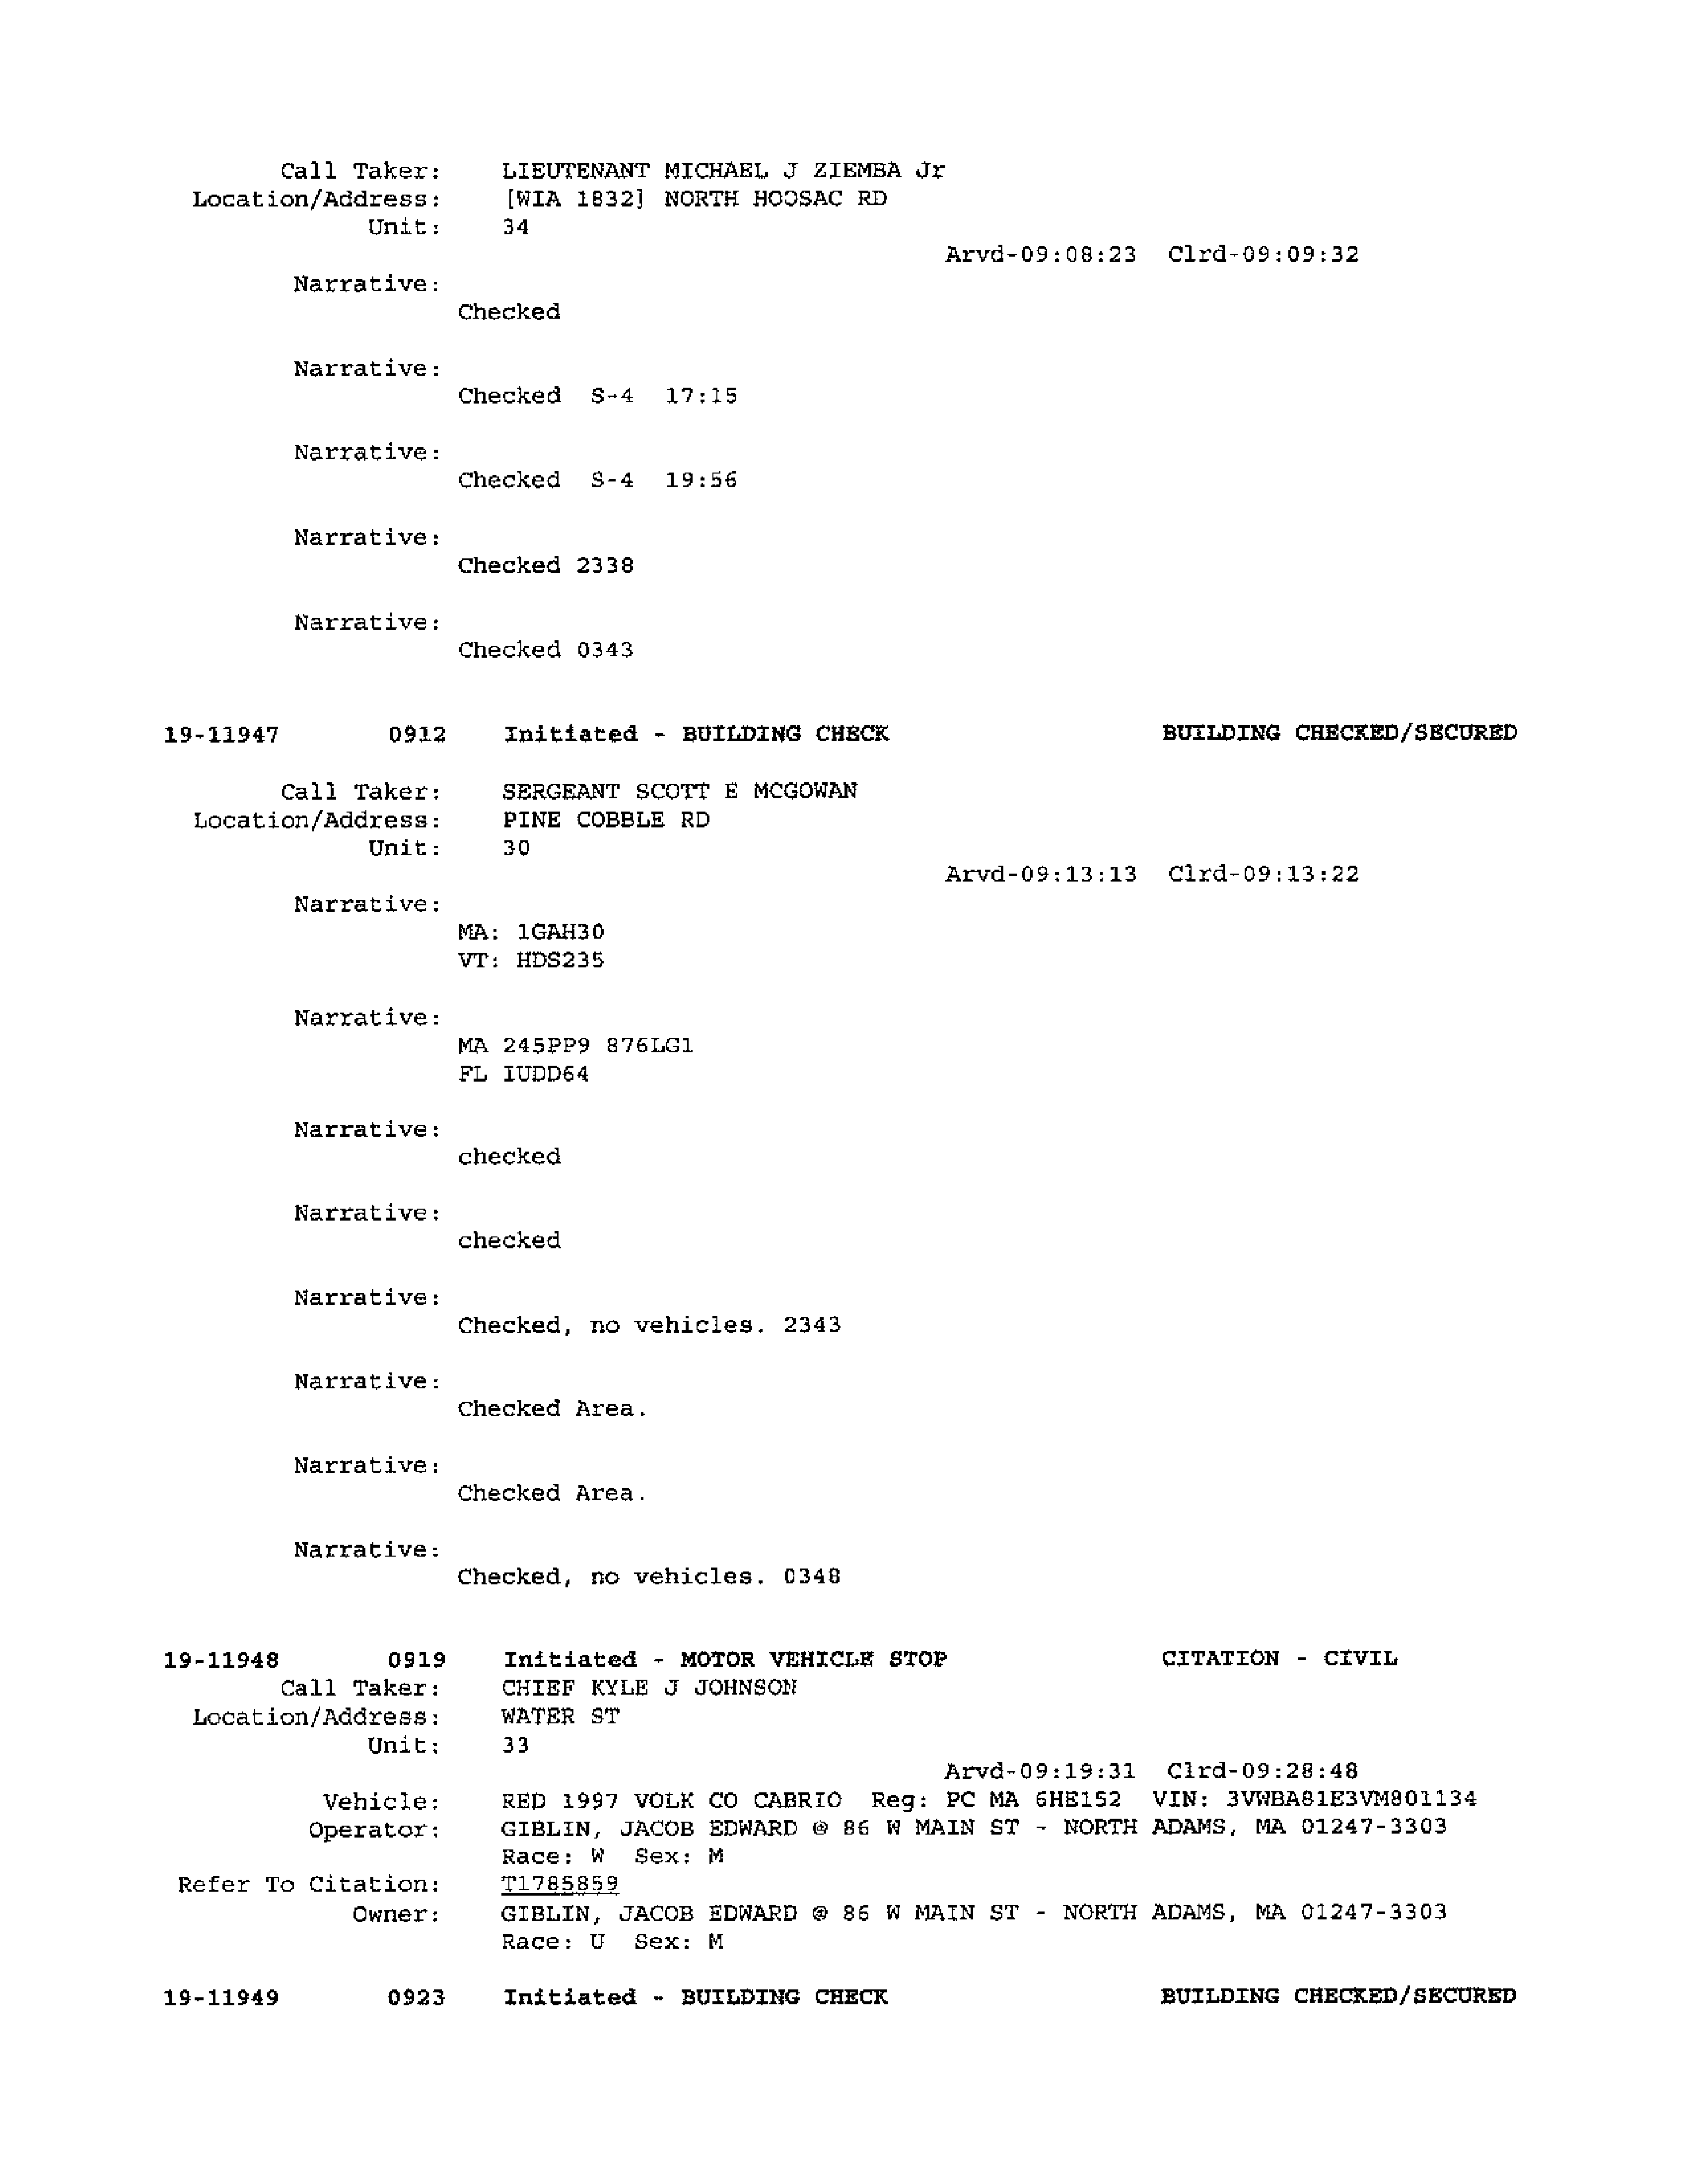 Call Taker: LIEUTENANT MICHAEL J ZIEMBA Jr
Location/Address: [WIA 1832] NORTH HOOSAC RD
Unit: 34
Arvd-09:08:23 Clrd-09:09:32
Narrative:
Checked
Narrative:
Checked S-4 17:15
Narrative:
Checked S-4 19:56
Narrative:
Checked 2338
Narrative:
Checked 0343
19-11947 0912 Initiated - BUILDING CHECK BUILDING CHECKED/SECURED
Call Taker: SERGEANT SCOTT E MCGOWAN
Location/Address: PINE COBBLE RD
Unit: 30
Arvd-09:13:13 Clrd-09:13:22
Narrative:
MA: 1GAH30
VT: HDS235
Narrative:
MA 245PP9 876LG1
FL IUDD64
Narrative:
checked
Narrative:
checked
Narrative:
Checked, no vehicles. 2343
Narrative:
Checked Area.
Narrative:
Checked Area.
Narrative:
Checked, no vehicles. 0348
19-11948 0919 Initiated - MOTOR VEHICLE STOP CITATION - CIVIL
Call Taker: CHIEF KYLE J JOHNSON
Location/Address: WATER ST
Unit: 33
Arvd-09:19:31 Clrd-09:28:48
Vehicle: RED 1997 VOLK CO CABRIO Reg: PC MA 6HE152 VIN: 3VWBA81E3VM801134
Operator: GIBLIN, JACOB EDWARD @ 86 W MAIN ST - NORTH ADAMS, MA 01247-3303
Race: W Sex: M
Refer To Citation: T1785859
Owner: GIBLIN, JACOB EDWARD @ 86 W MAIN ST - NORTH ADAMS, MA 01247-3303
Race: U Sex: M
19-11949 0923 Initiated - BUILDING CHECK BUILDING CHECKED/SECURED